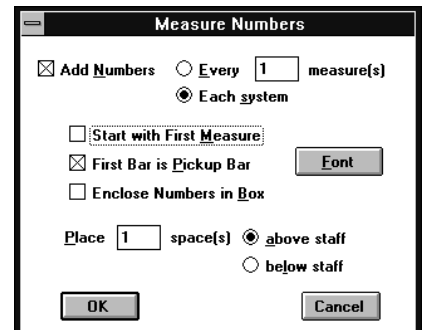 Measure Numbers
Add Numbers Every 1 measure(s)
Each system
Start with First Measure
First Bar is Pickup Bar Font
Enclose Numbers in Box
Place 1 space(s) above staff
below staff
OK Cancel